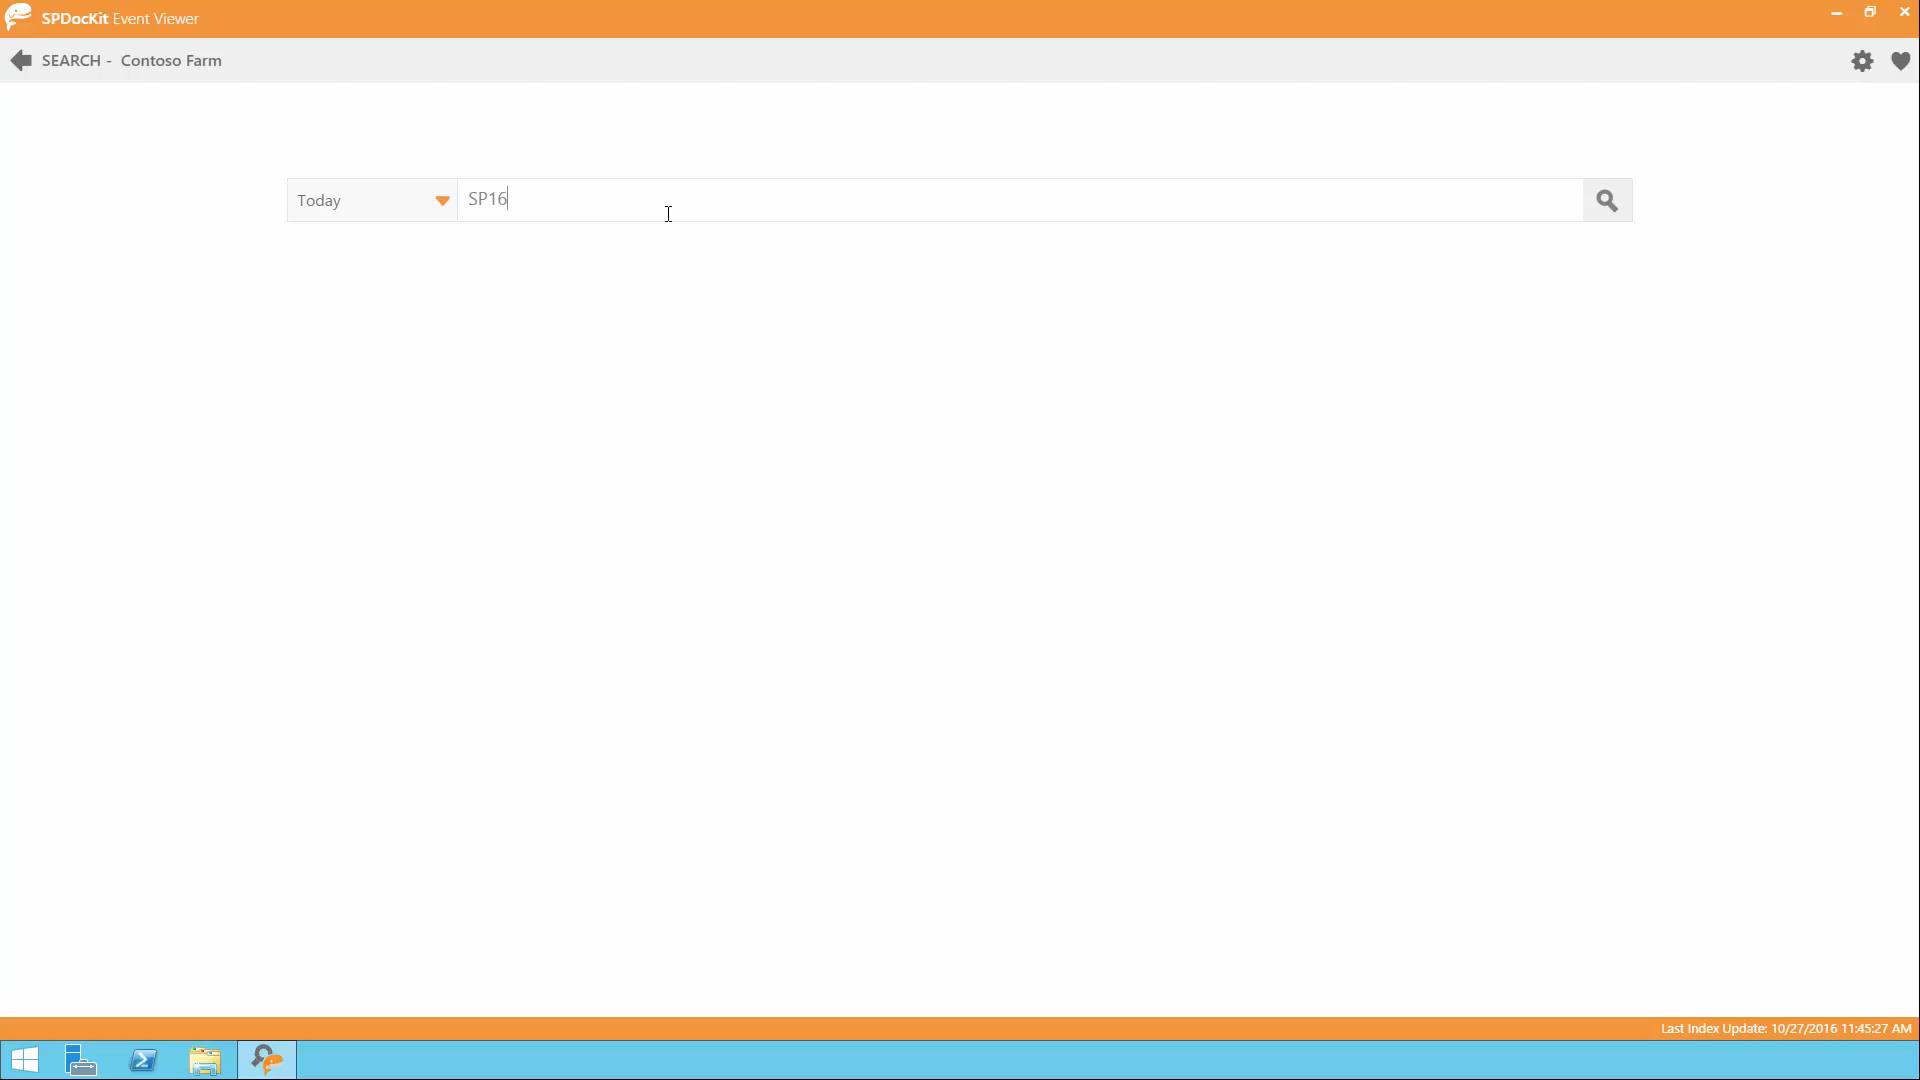 SPDocKit Event Viewer
SEARCH - Contoso Farm
Today
SP16
Last Index Update: 10/27/2016 11:45:27 AM